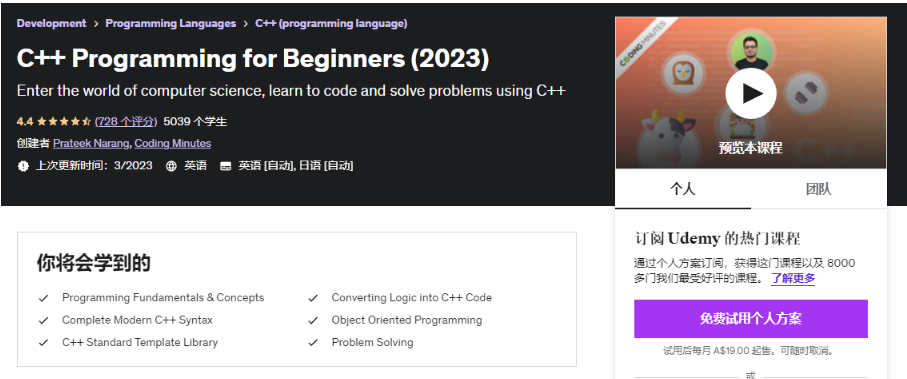 Development > Programming Languages > C++ (programming language)
C++ Programming for Beginners (2023)
Enter the world of computer science, learn to code and solve problems using C++
4.4 (728 个评分) 5039 个学生
创建者 Prateek Narang, Coding Minutes
上次更新时间：3/2023 英语 英语 [自动], 日语 [自动]
你将会学到的
Programming Fundamentals & Concepts
Converting Logic into C++ Code
Complete Modern C++ Syntax
Object Oriented Programming
C++ Standard Template Library
Problem Solving
CODING MINUTES
C++
预览本课程
个人 团队
订阅 Udemy 的热门课程
通过个人方案订阅，获得这门课程以及 8000
多门我们最受好评的课程。 了解更多
免费试用个人方案
试用后每月 A$19.00 起售。可随时取消。
或